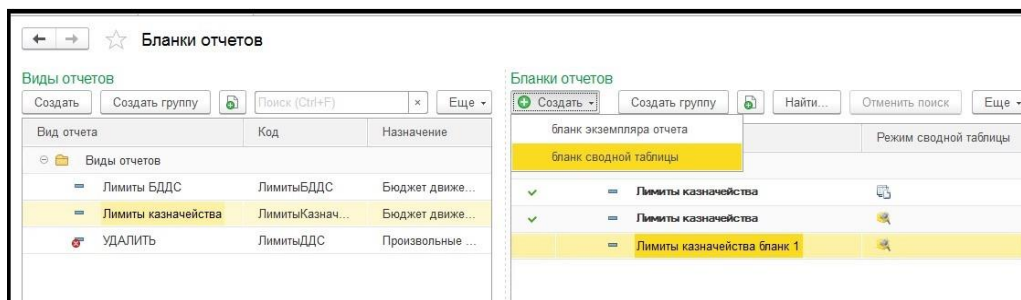 Бланки отчетов
Виды отчетов
Создать Создать группу Поиск (Ctrl+F) × Еще
Вид отчета Код Назначение
Виды отчетов
Лимиты БДДС ЛимитыБДДС Бюджет движе...
Лимиты казначейства ЛимитыКазнач... Бюджет движе...
УДАЛИТЬ ЛимитыДДС Произвольные ...
Бланки отчетов
Создать Создать группу Найти... Отменить поиск Еще
бланк экземпляра отчета
бланк сводной таблицы
Режим сводной таблицы
Лимиты казначейства
Лимиты казначейства
Лимиты казначейства бланк 1